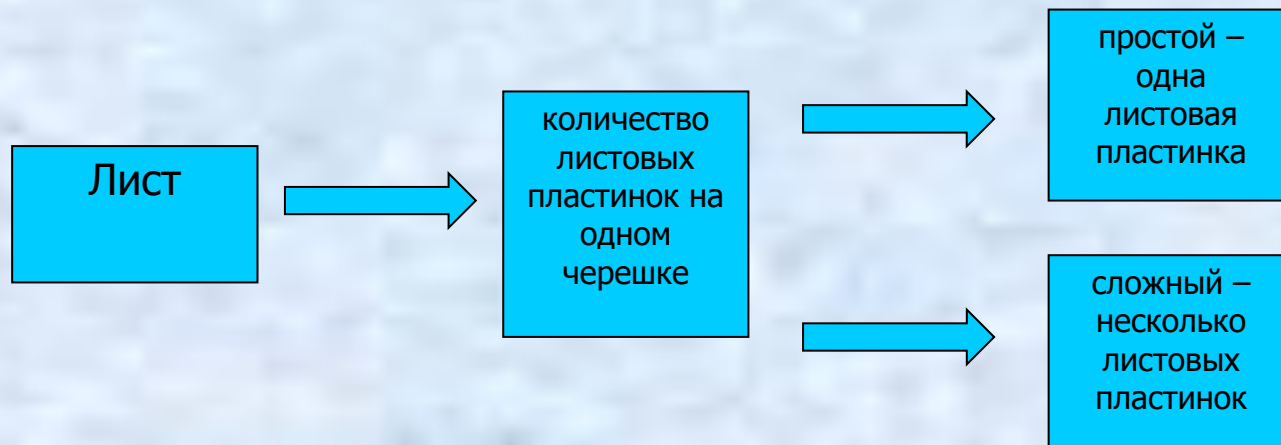 Лист
количество
листовых
пластинок на
одном
черешке
простой –
одна
листовая
пластинка
сложный –
несколько
листовых
пластинок